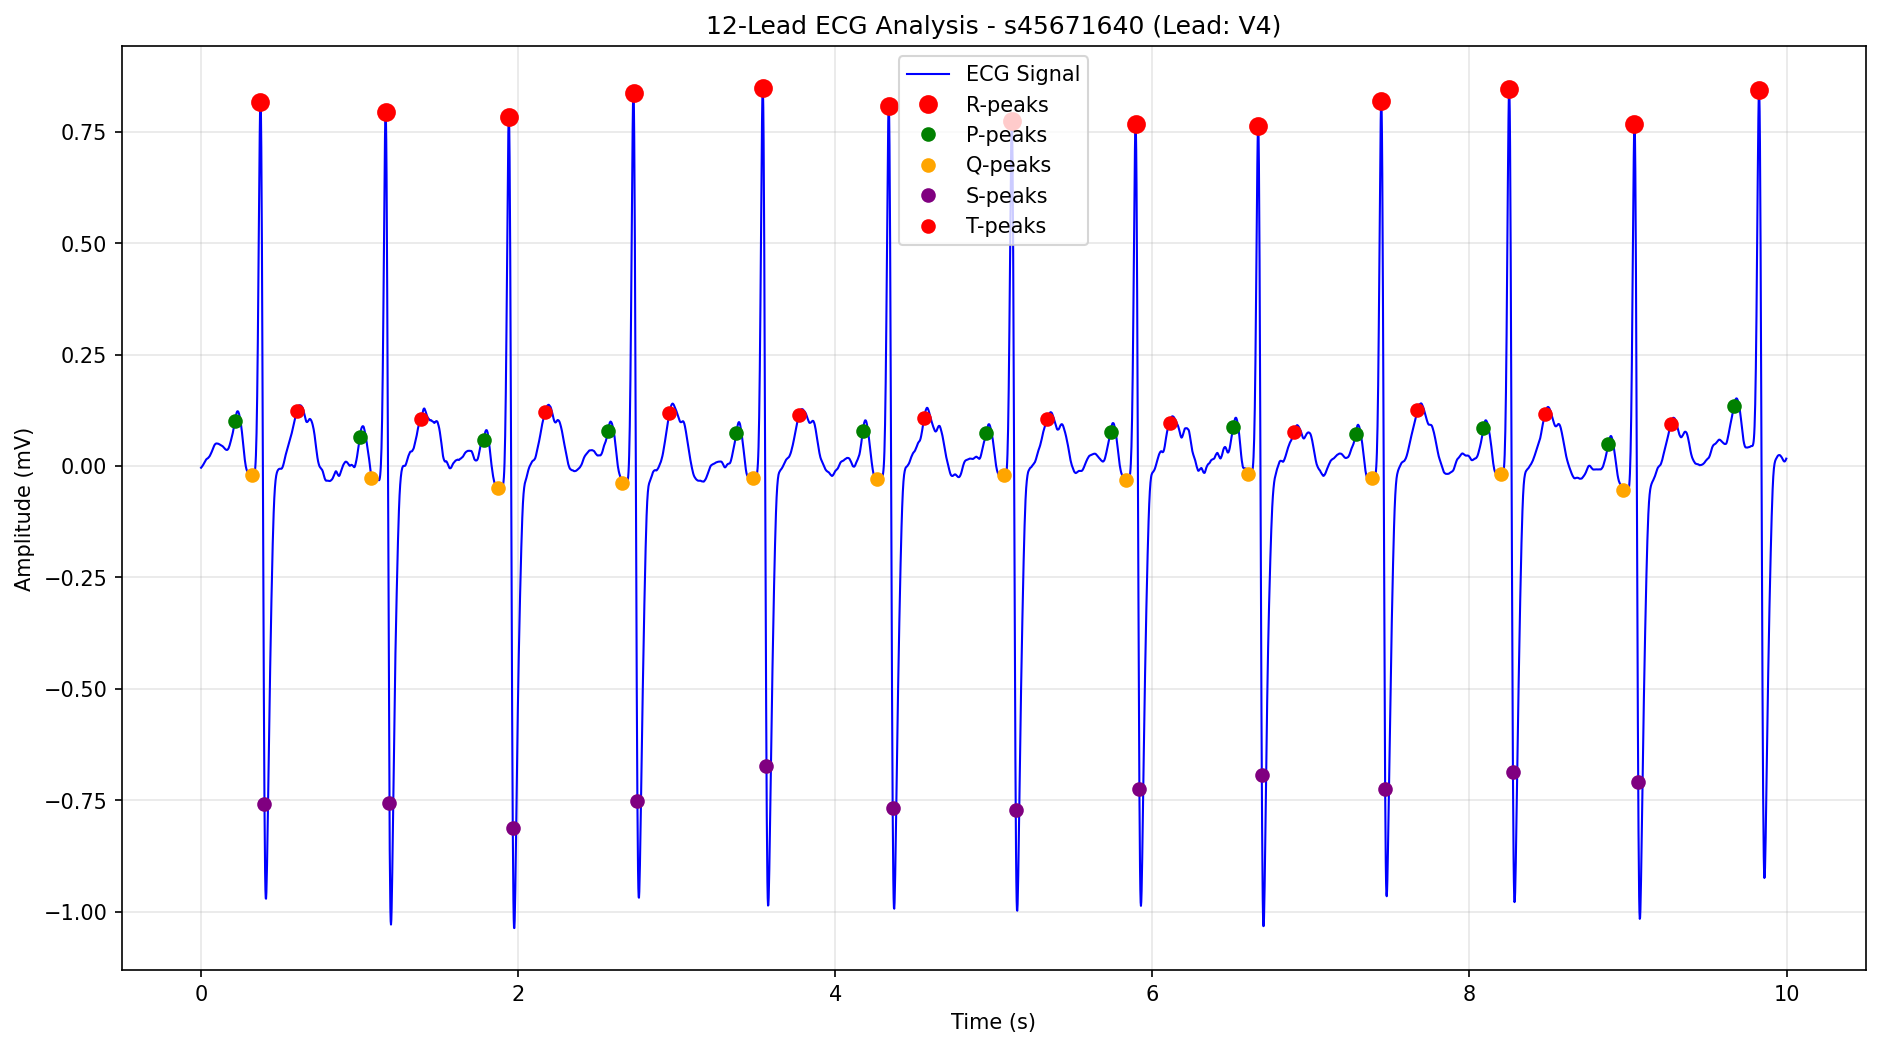 12-Lead ECG Analysis - s45671640 (Lead: V4)
ECG Signal
R-peaks
P-peaks
Q-peaks
S-peaks
T-peaks
0.75
0.50
0.25
0.00
−0.25
−0.50
−0.75
−1.00
Amplitude (mV)
0 2 4 6 8 10
Time (s)